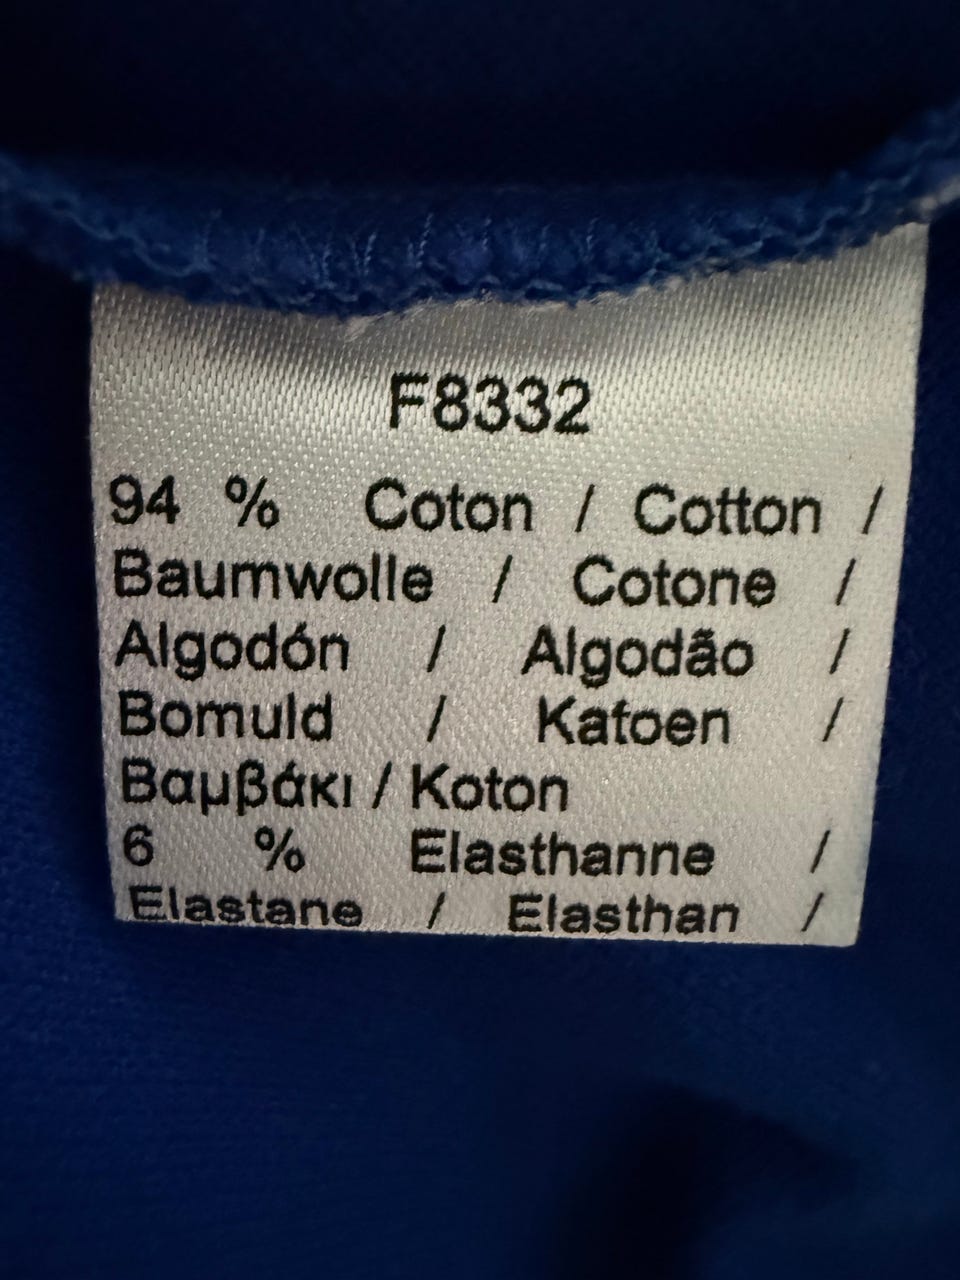 F8332
94 % Coton / Cotton /
Baumwolle / Cotone /
Algodón / Algodão /
Bomuld / Katoen /
Βαμβάκι / Koton
6 % Elasthanne /
Elastane / Elasthan /